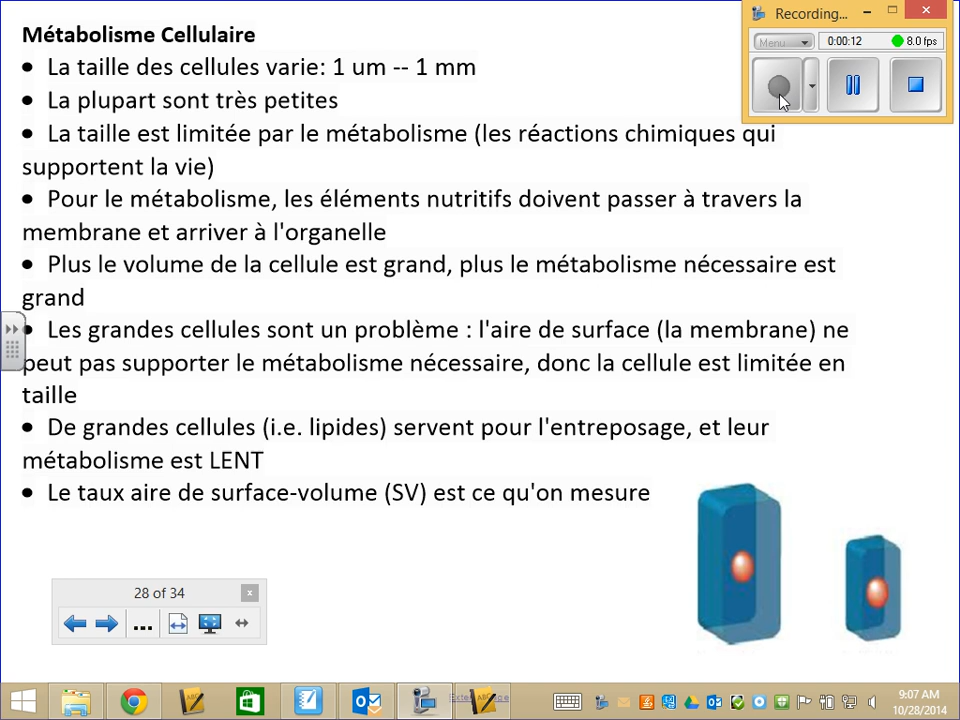 Métabolisme Cellulaire
• La taille des cellules varie: 1 um -- 1 mm
• La plupart sont très petites
• La taille est limitée par le métabolisme (les réactions chimiques qui
supportent la vie)
• Pour le métabolisme, les éléments nutritifs doivent passer à travers la
membrane et arriver à l'organelle
• Plus le volume de la cellule est grand, plus le métabolisme nécessaire est
grand
• Les grandes cellules sont un problème : l'aire de surface (la membrane) ne
peut pas supporter le métabolisme nécessaire, donc la cellule est limitée en
taille
• De grandes cellules (i.e. lipides) servent pour l'entreposage, et leur
métabolisme est LENT
• Le taux aire de surface-volume (SV) est ce qu'on mesure
Recording...
Menu
0:00:12
8.0 fps
28 of 34
...
9:07 AM
10/28/2014